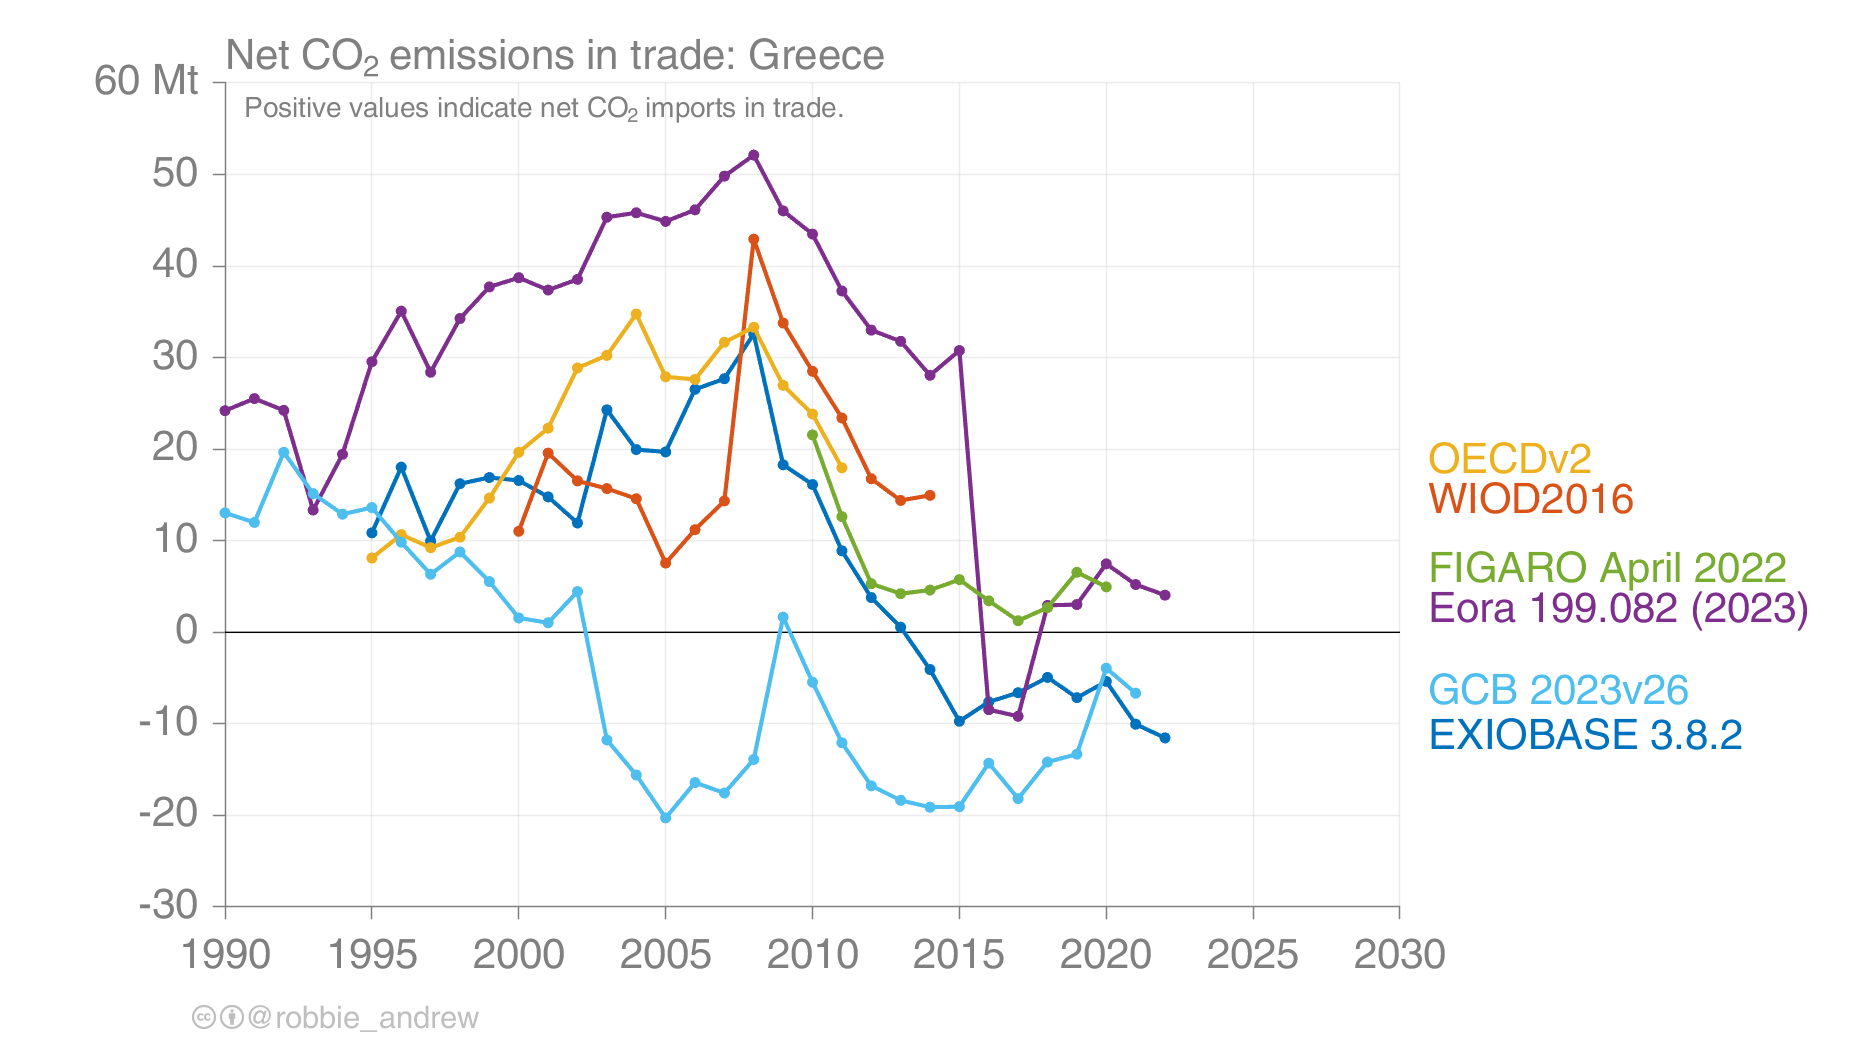 Net CO₂ emissions in trade: Greece
Positive values indicate net CO₂ imports in trade.
60 Mt
50
40
30
20
10
0
-10
-20
-30
1990 1995 2000 2005 2010 2015 2020 2025 2030
OECDv2
WIOD2016
FIGARO April 2022
Eora 199.082 (2023)
GCB 2023v26
EXIOBASE 3.8.2
cc @robbie_andrew